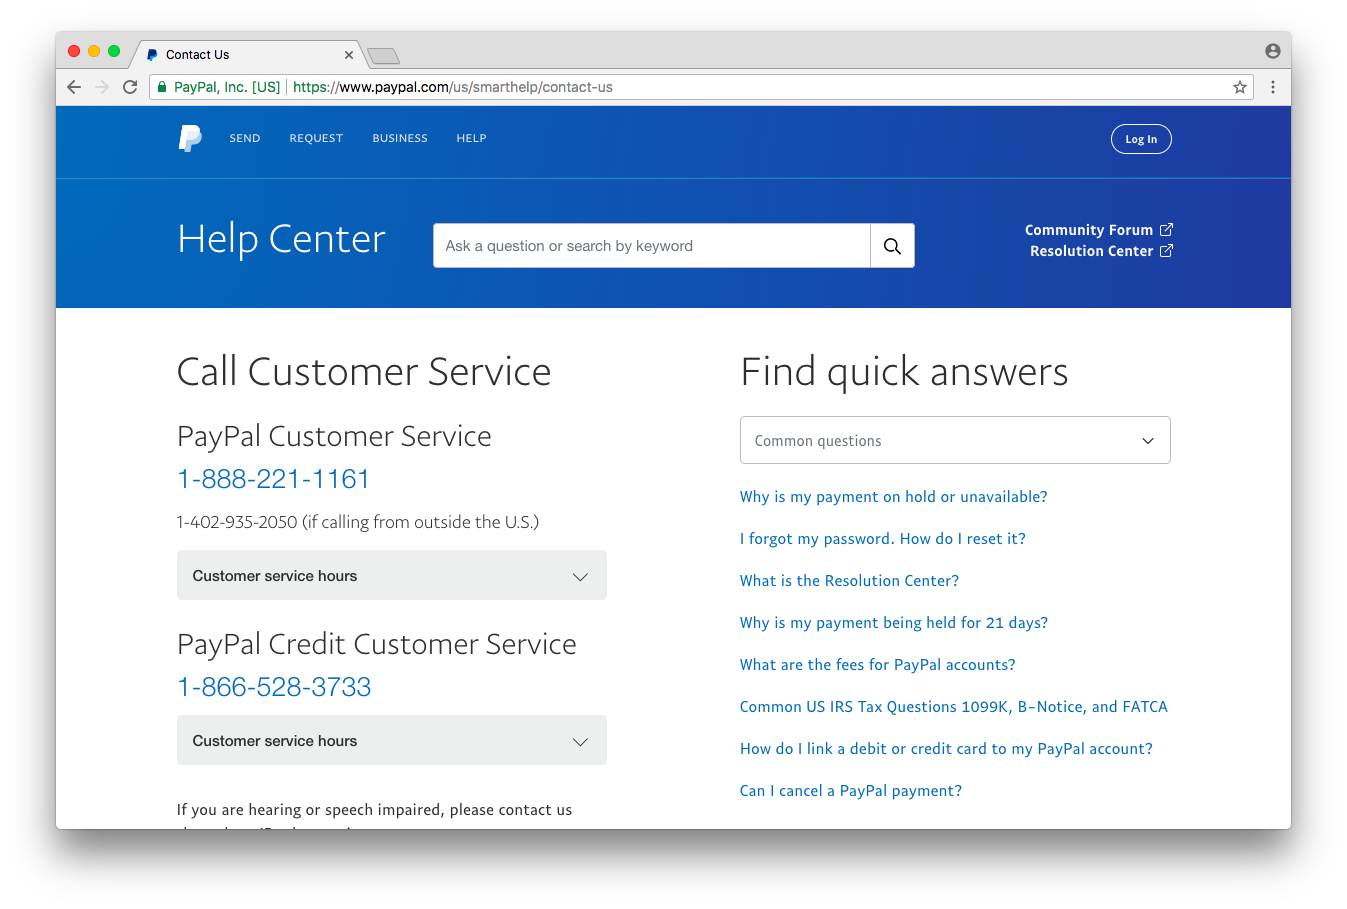 Contact Us
PayPal, Inc. [US] https://www.paypal.com/us/smarthelp/contact-us
SEND REQUEST BUSINESS HELP Log In
Help Center
Ask a question or search by keyword
Community Forum
Resolution Center
Call Customer Service
PayPal Customer Service
1-888-221-1161
1-402-935-2050 (if calling from outside the U.S.)
Customer service hours
PayPal Credit Customer Service
1-866-528-3733
Customer service hours
If you are hearing or speech impaired, please contact us
Find quick answers
Common questions
Why is my payment on hold or unavailable?
I forgot my password. How do I reset it?
What is the Resolution Center?
Why is my payment being held for 21 days?
What are the fees for PayPal accounts?
Common US IRS Tax Questions 1099K, B-Notice, and FATCA
How do I link a debit or credit card to my PayPal account?
Can I cancel a PayPal payment?